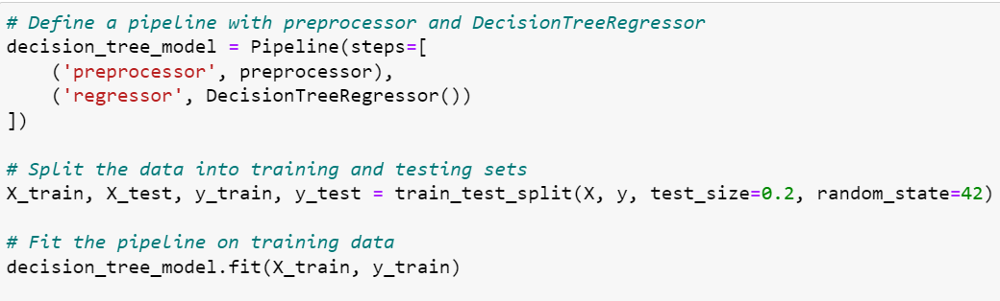 # Define a pipeline with preprocessor and DecisionTreeRegressor
decision_tree_model = Pipeline(steps=[
    ('preprocessor', preprocessor),
    ('regressor', DecisionTreeRegressor())
])
# Split the data into training and testing sets
X_train, X_test, y_train, y_test = train_test_split(X, y, test_size=0.2, random_state=42)
# Fit the pipeline on training data
decision_tree_model.fit(X_train, y_train)